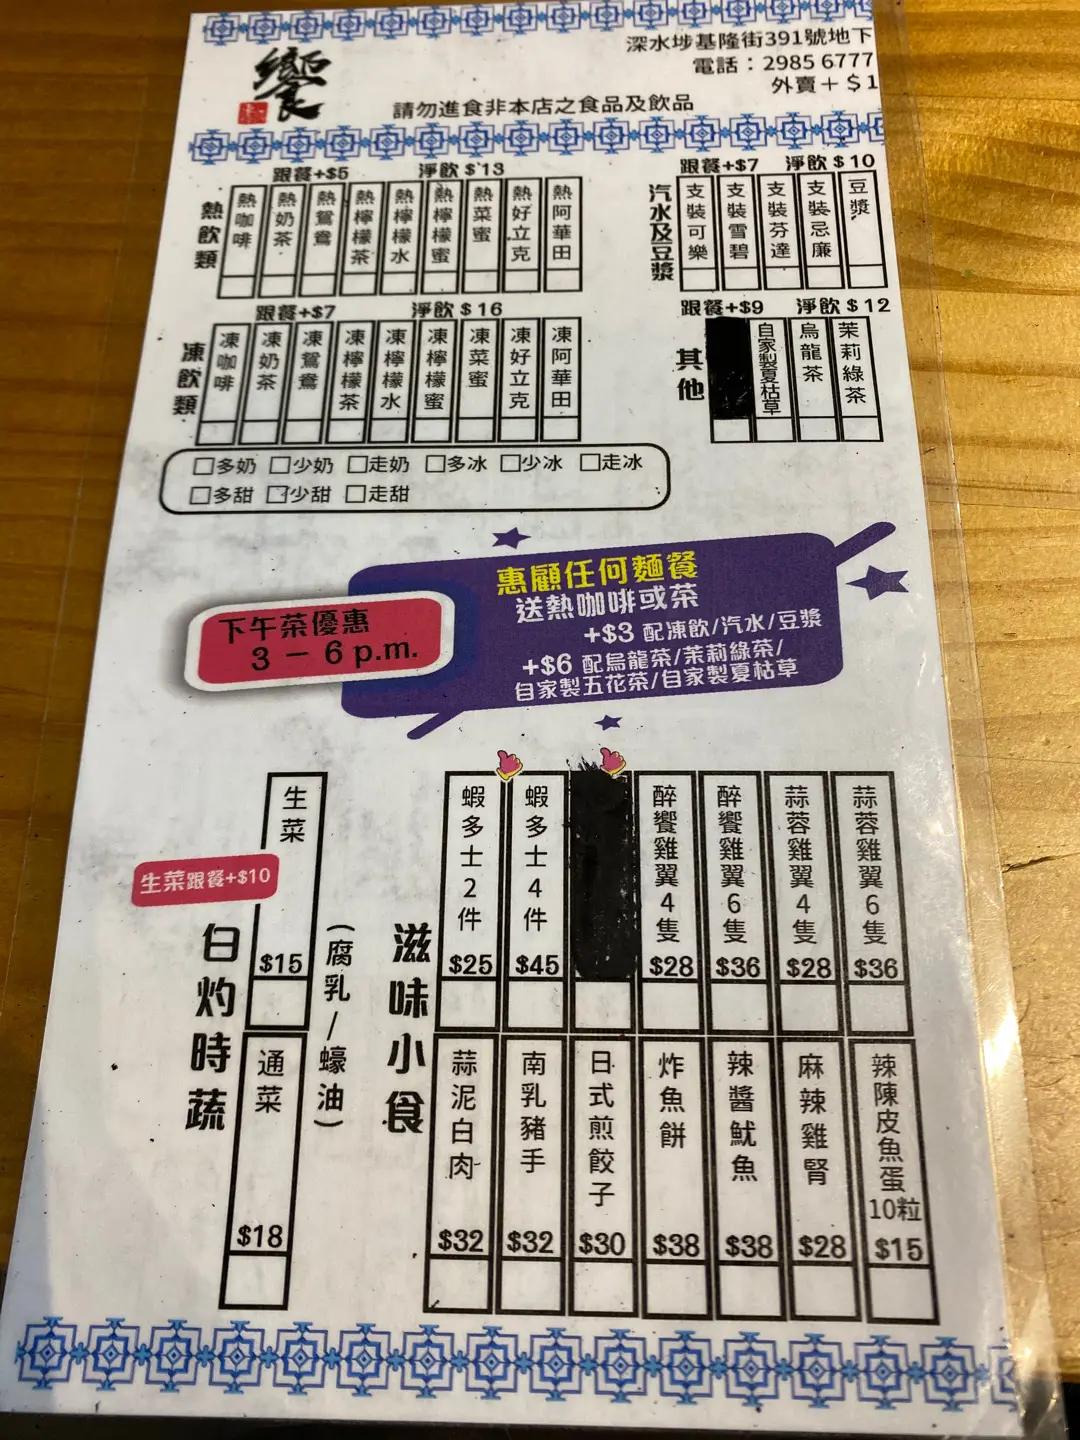 饗
深水埗基隆街391號地下
電話：2985 6777
外賣＋＄1
請勿進食非本店之食品及飲品
熱飲類
跟餐+$5 淨飲 $13
熱咖啡
熱奶茶
熱鴛鴦
熱檸檬茶
熱檸檬水
熱檸檬蜜
熱菜蜜
熱好立克
熱阿華田
汽水及豆漿
跟餐+$7 淨飲 $10
支裝可樂
支裝雪碧
支裝芬達
支裝忌廉
豆漿
凍飲類
跟餐+$7 淨飲 $16
凍咖啡
凍奶茶
凍鴛鴦
凍檸檬茶
凍檸檬水
凍檸檬蜜
凍菜蜜
凍好立克
凍阿華田
其他
跟餐+$9 淨飲 $12
自家製夏枯草
烏龍茶
茉莉綠茶
□多奶 □少奶 □走奶 □多冰 □少冰 □走冰
□多甜 □少甜 □走甜
下午茶優惠
3 － 6 p.m.
惠顧任何麵餐
送熱咖啡或茶
+$3 配凍飲/汽水/豆漿
+$6 配烏龍茶/茉莉綠茶/
自家製五花茶/自家製夏枯草
生菜跟餐+$10
白灼時蔬
生菜 $15
通菜 $18
（腐乳/蠔油）
滋味小食
蝦多士2件 $25
蝦多士4件 $45
醉饗雞翼4隻 $28
醉饗雞翼6隻 $36
蒜蓉雞翼4隻 $28
蒜蓉雞翼6隻 $36
蒜泥白肉 $32
南乳豬手 $32
日式煎餃子 $30
炸魚餅 $38
辣醬魷魚 $38
麻辣雞腎 $28
辣陳皮魚蛋10粒 $15